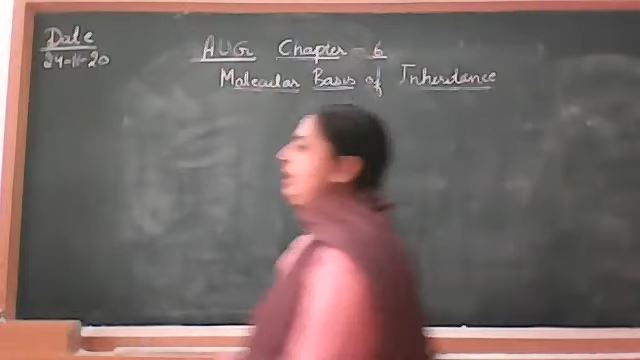 Date
24-11-20
AUG Chapter - 6
Molecular Basis of Inheritance